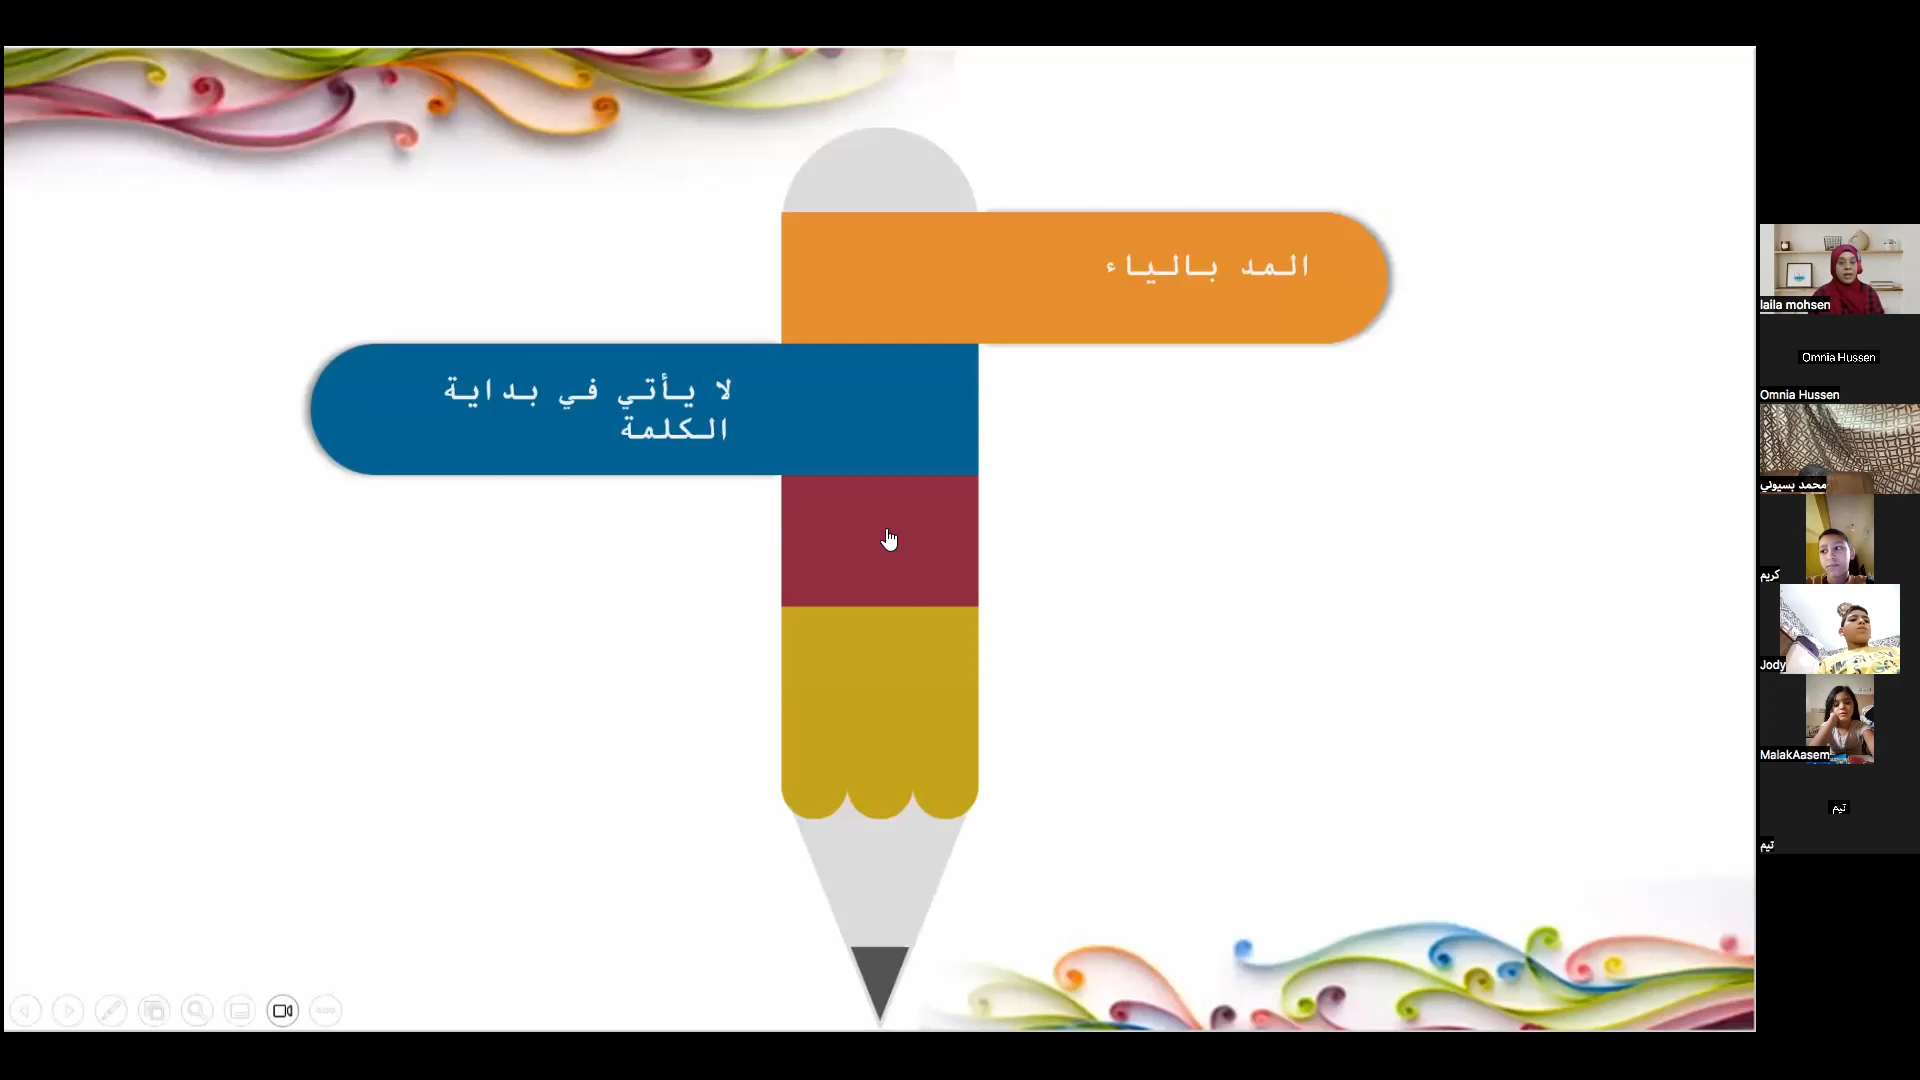 المد بالياء
لا يأتي في بداية
الكلمة
laila mohsen
Omnia Hussen
Omnia Hussen
محمد بسيوني
كريم
Jody
MalakAasem
تيم
تيم